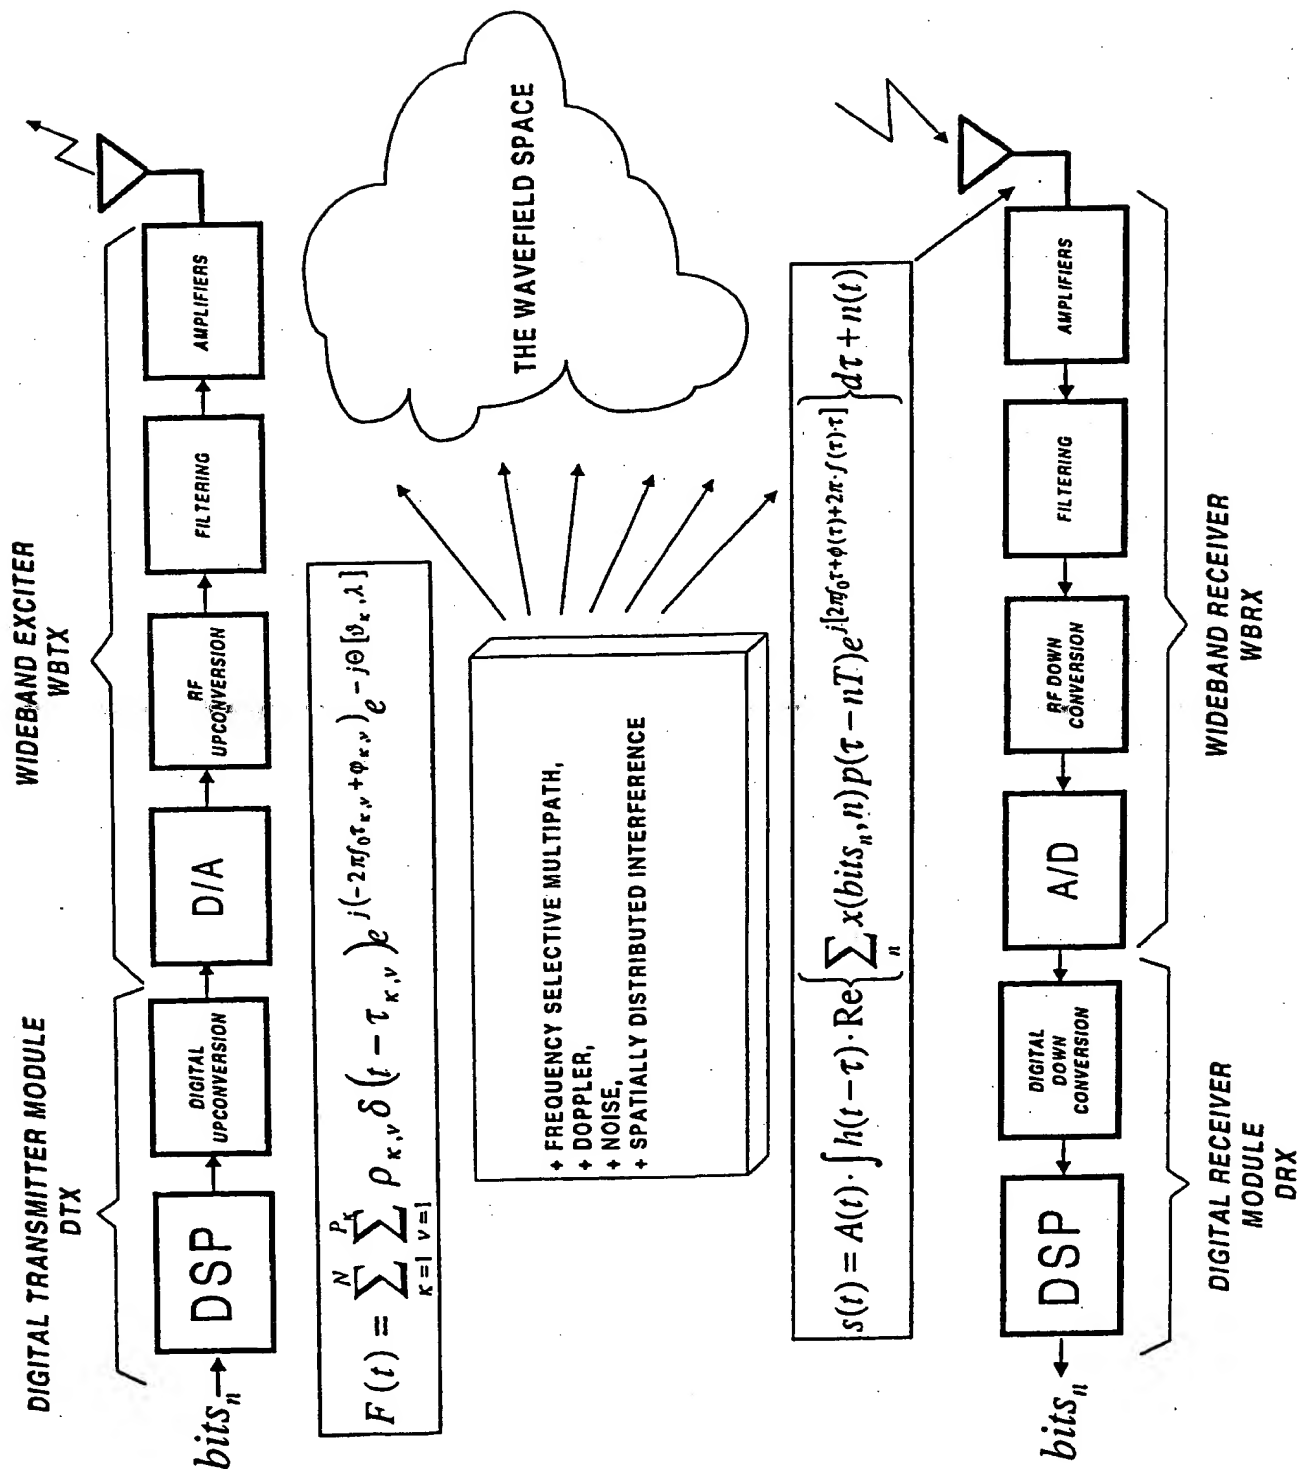 DIGITAL TRANSMITTER MODULE
DTX
WIDEBAND EXCITER
WBTX
bits_n
DSP
DIGITAL
UPCONVERSION
D/A
RF
UPCONVERSION
FILTERING
AMPLIFIERS
F(t) = \sum_{κ=1}^{N} \sum_{ν=1}^{P_κ} ρ_{κ,ν} δ(t − τ_{κ,ν}) e^{j(−2πf_0τ_{κ,ν} + φ_{κ,ν})} e^{−jΘ[ϑ_κ,λ]}
+ FREQUENCY SELECTIVE MULTIPATH,
+ DOPPLER,
+ NOISE,
+ SPATIALLY DISTRIBUTED INTERFERENCE
THE WAVEFIELD SPACE
s(t) = A(t) · ∫ h(t − τ) · Re{ \sum_n x(bits_n, n) p(τ − nT) e^{j[2πf_0τ + φ(τ) + 2π·f(τ)·τ]} } dτ + n(t)
bits_n
DSP
DIGITAL
DOWN
CONVERSION
A/D
RF DOWN
CONVERSION
FILTERING
AMPLIFIERS
DIGITAL RECEIVER
MODULE
DRX
WIDEBAND RECEIVER
WBRX